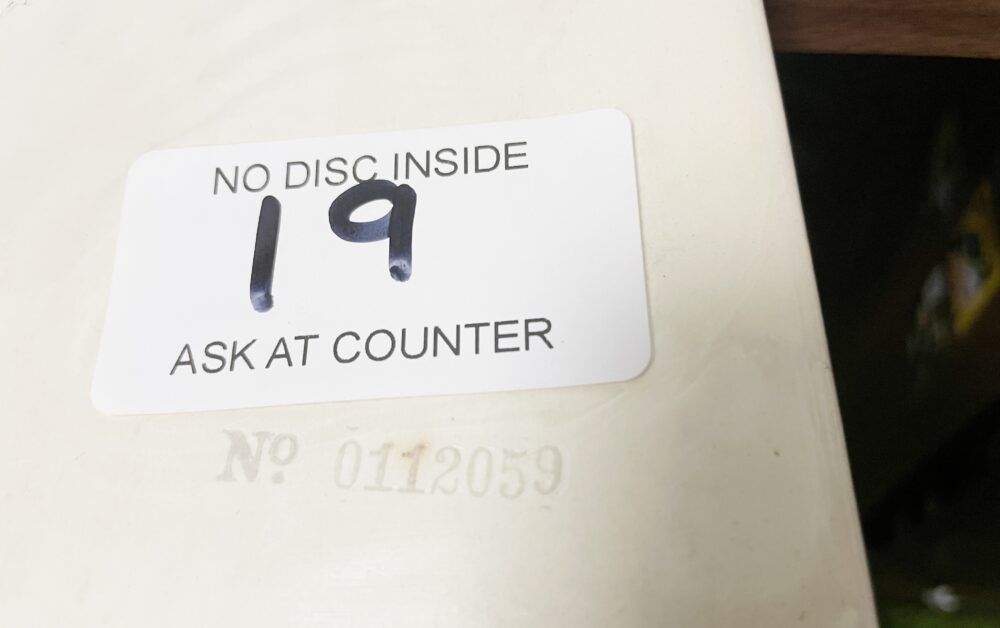 NO DISC INSIDE
19
ASK AT COUNTER
Nº 0112059